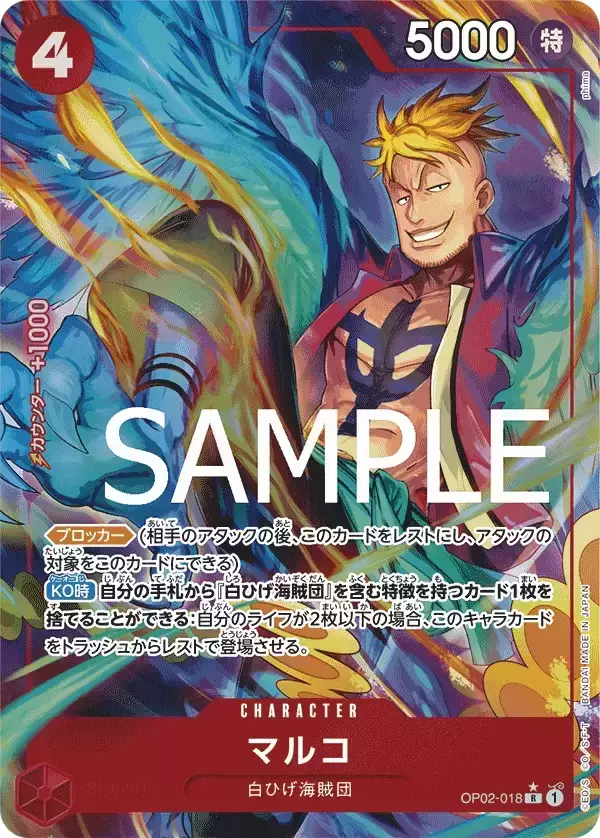 4
5000 特
phima
カウンター +1000
SAMPLE
ブロッカー (相手のアタックの後、このカードをレストにし、アタックの
対象をこのカードにできる)
KO時 自分の手札から『白ひげ海賊団』を含む特徴を持つカード1枚を
捨てることができる:自分のライフが2枚以下の場合、このキャラカード
をトラッシュからレストで登場させる。
CHARACTER
マルコ
白ひげ海賊団
OP02-018 R 1
©E.O/S ©O/S・F・T BANDAI MADE IN JAPAN